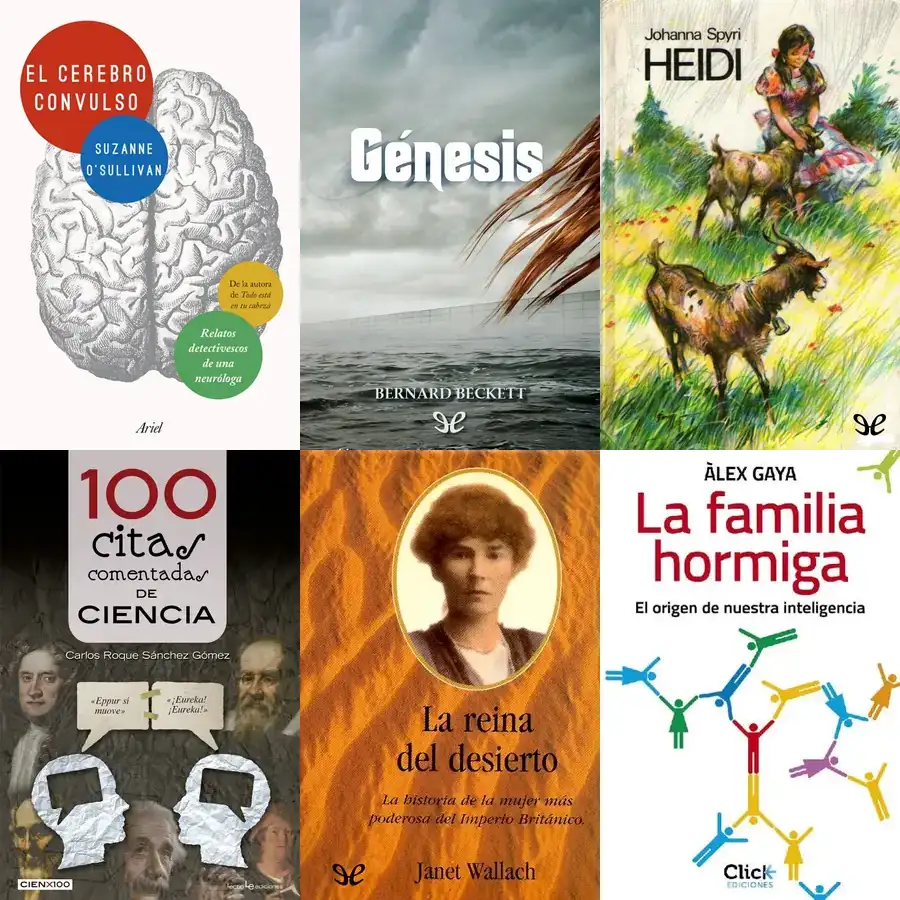 EL CEREBRO
CONVULSO
SUZANNE
O'SULLIVAN
De la autora
de Todo está
en tu cabeza
Relatos
detectivescos
de una
neuróloga
Ariel
Génesis
BERNARD BECKETT
Johanna Spyri
HEIDI
100
citas
comentadas
DE
CIENCIA
Carlos Roque Sánchez Gómez
«Eppur si
muove»
«¡Eureka!
¡Eureka!»
CIENX100
ediciones
La reina
del desierto
La historia de la mujer más
poderosa del Imperio Británico.
Janet Wallach
ÀLEX GAYA
La familia
hormiga
El origen de nuestra inteligencia
Click
EDICIONES